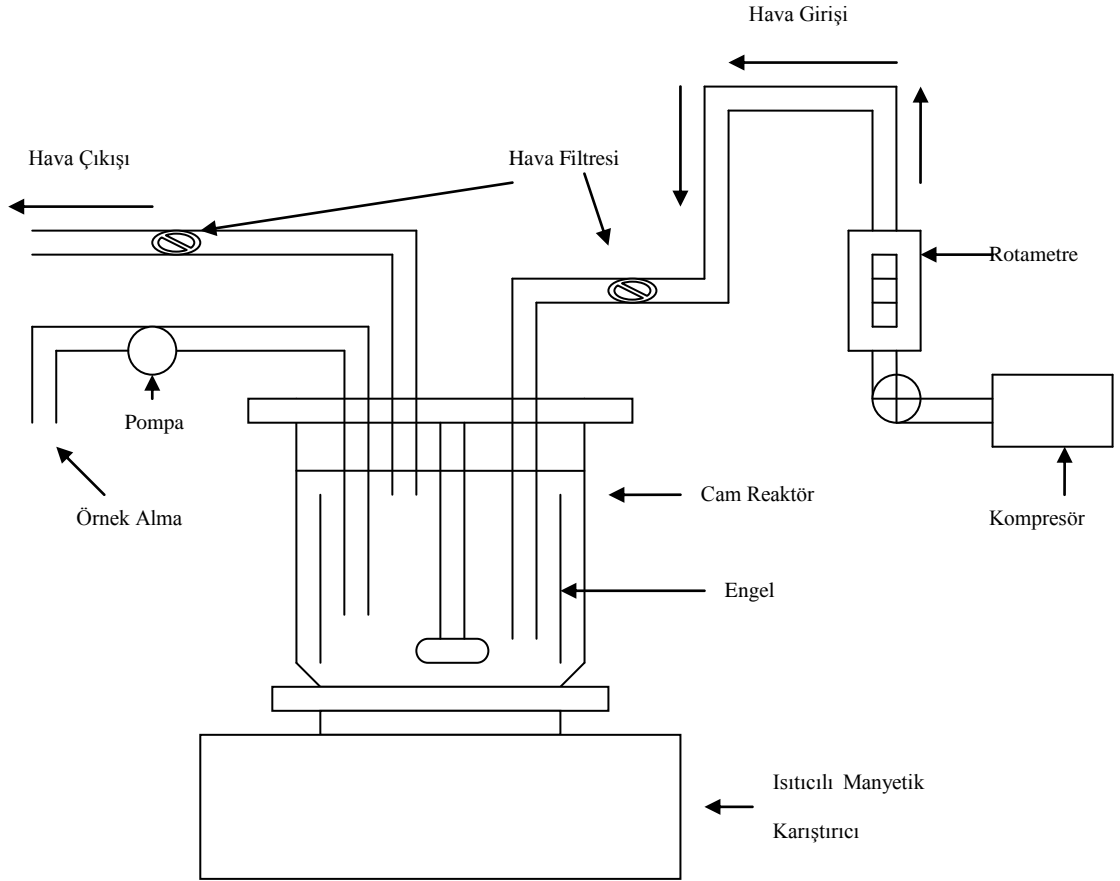 Hava Girişi
Hava Çıkışı
Hava Filtresi
Rotametre
Pompa
Örnek Alma
Cam Reaktör
Kompresör
Engel
Isıtıcılı Manyetik
Karıştırıcı